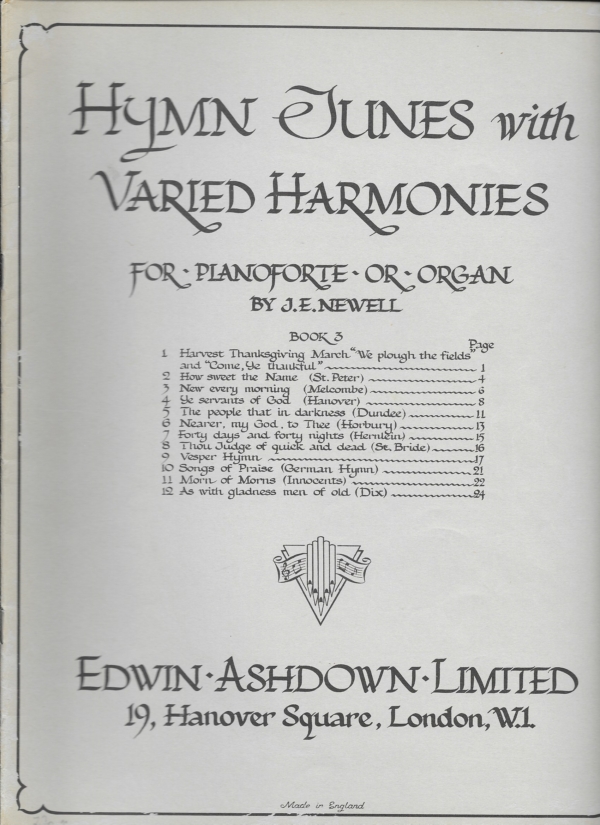 HYMN TUNES with
VARIED HARMONIES
FOR · PIANOFORTE · OR · ORGAN
BY J.E. NEWELL
BOOK 3
Page
1 Harvest Thanksgiving March "We plough the fields"
and "Come, Ye thankful" 1
2 How sweet the Name (St. Peter) 4
3 New every morning (Melcombe) 6
4 Ye servants of God (Hanover) 8
5 The people that in darkness (Dundee) 11
6 Nearer, my God, to Thee (Horbury) 13
7 Forty days and forty nights (Heinlein) 15
8 Thou Judge of quick and dead (St. Bride) 16
9 Vesper Hymn 17
10 Songs of Praise (German Hymn) 21
11 Morn of Morns (Innocents) 22
12 As with gladness men of old (Dix) 24
EDWIN · ASHDOWN · LIMITED
19, Hanover Square, London, W.1.
Made in England